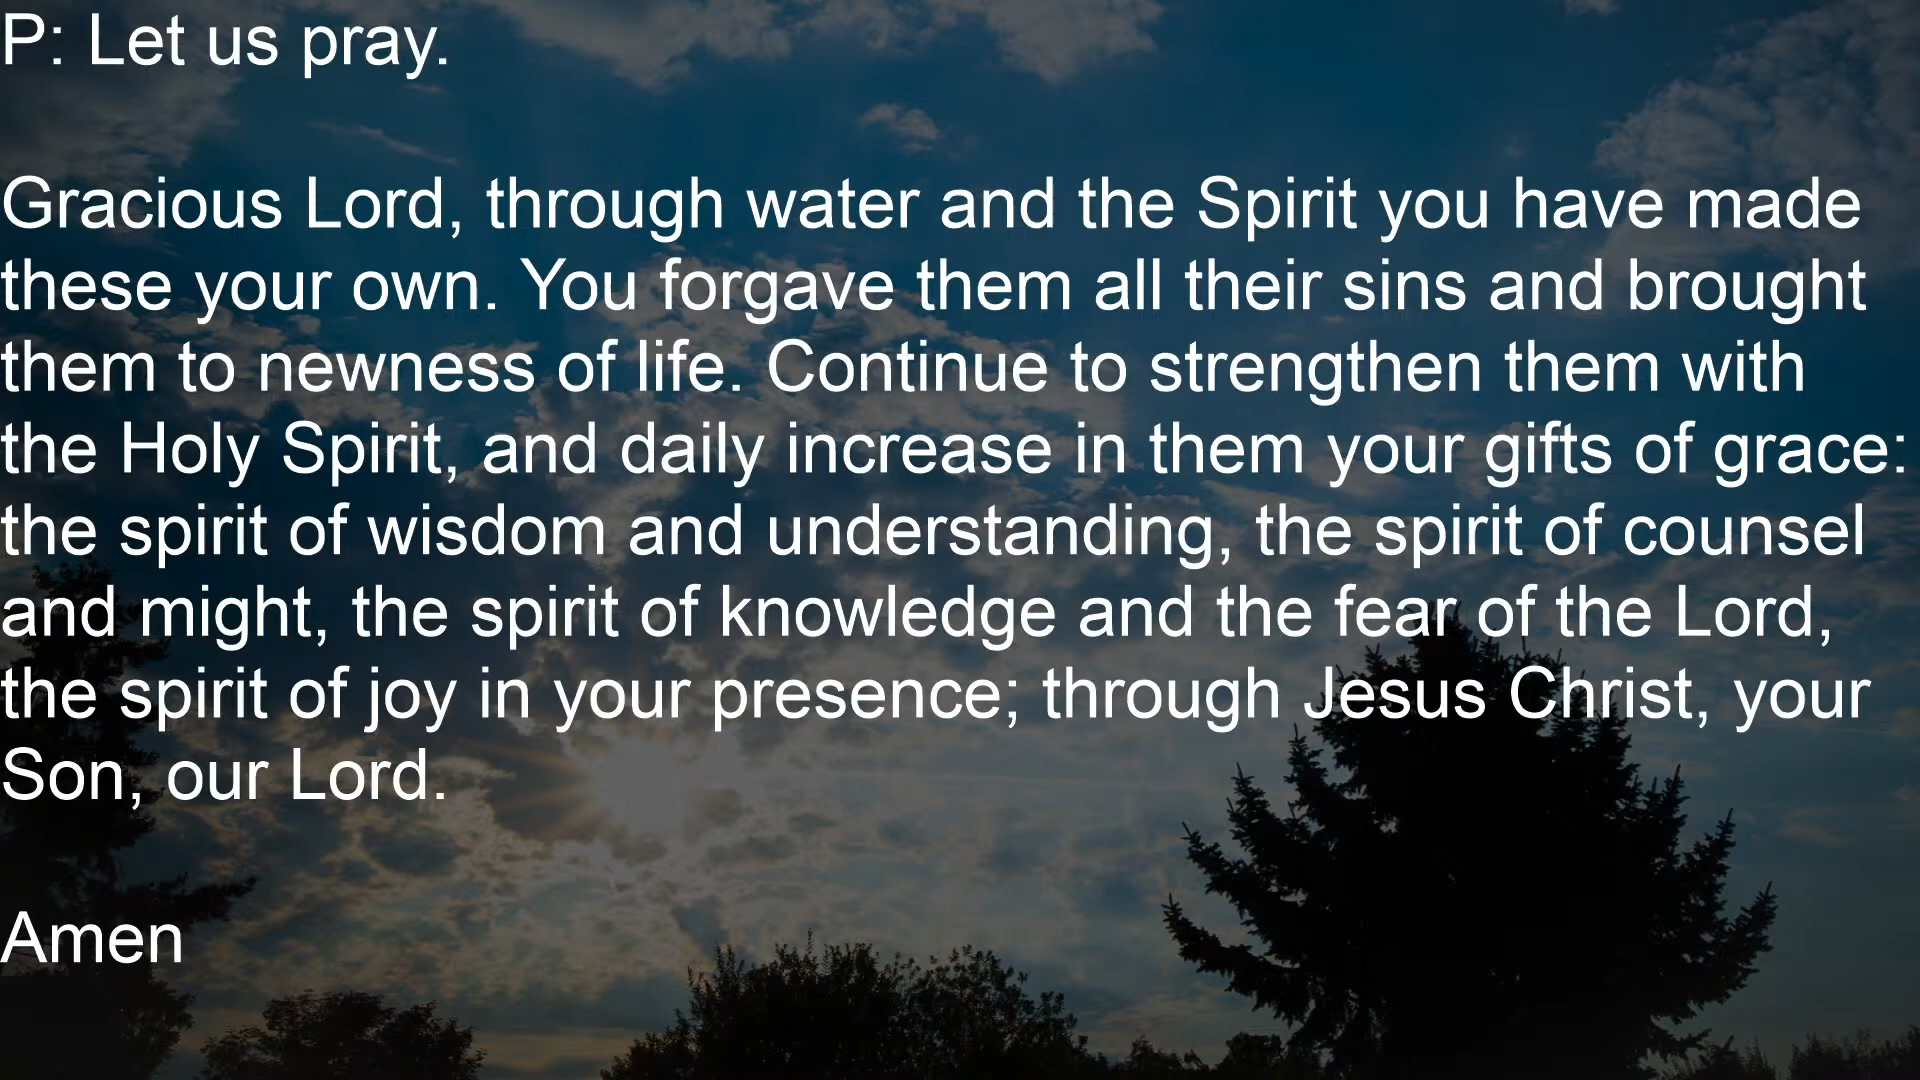 P: Let us pray.
Gracious Lord, through water and the Spirit you have made
these your own. You forgave them all their sins and brought
them to newness of life. Continue to strengthen them with
the Holy Spirit, and daily increase in them your gifts of grace:
the spirit of wisdom and understanding, the spirit of counsel
and might, the spirit of knowledge and the fear of the Lord,
the spirit of joy in your presence; through Jesus Christ, your
Son, our Lord.
Amen